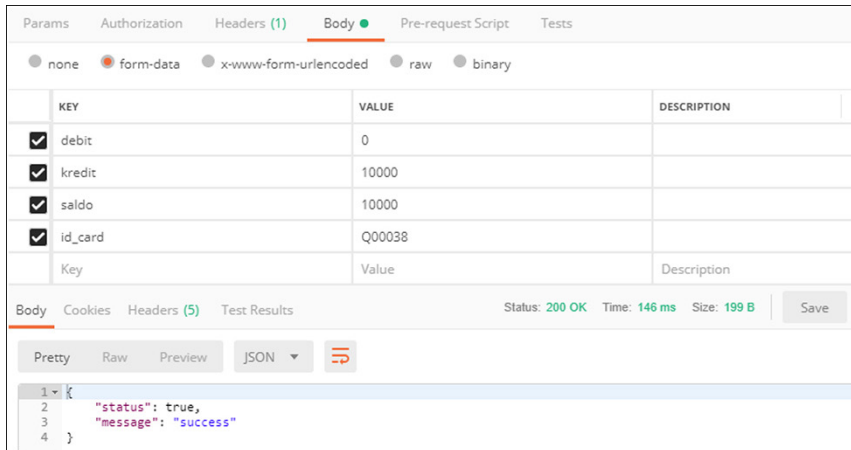 Params Authorization Headers (1) Body Pre-request Script Tests
none form-data x-www-form-urlencoded raw binary
KEY VALUE DESCRIPTION
debit 0
kredit 10000
saldo 10000
id_card Q00038
Key Value Description
Body Cookies Headers (5) Test Results Status: 200 OK Time: 146 ms Size: 199 B Save
Pretty Raw Preview JSON
1 {
2 "status": true,
3 "message": "success"
4 }